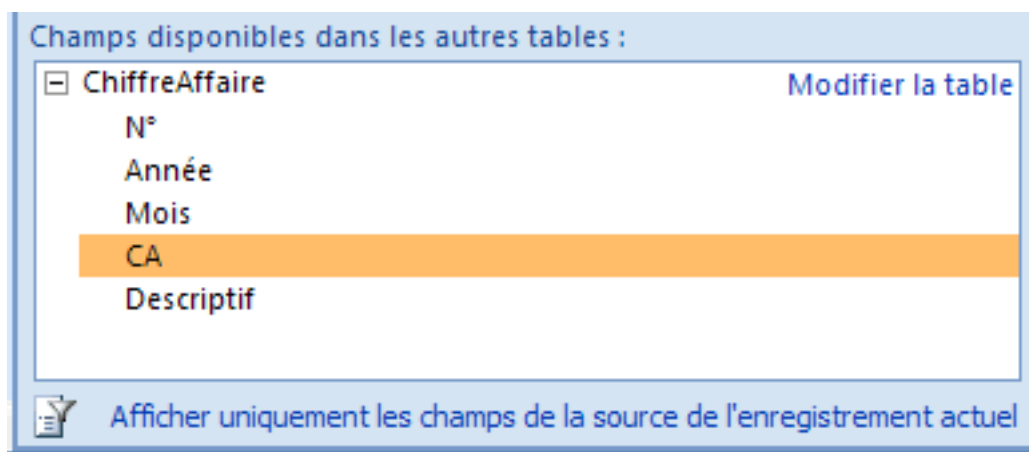 Champs disponibles dans les autres tables :
ChiffreAffaire Modifier la table
N°
Année
Mois
CA
Descriptif
Afficher uniquement les champs de la source de l'enregistrement actuel